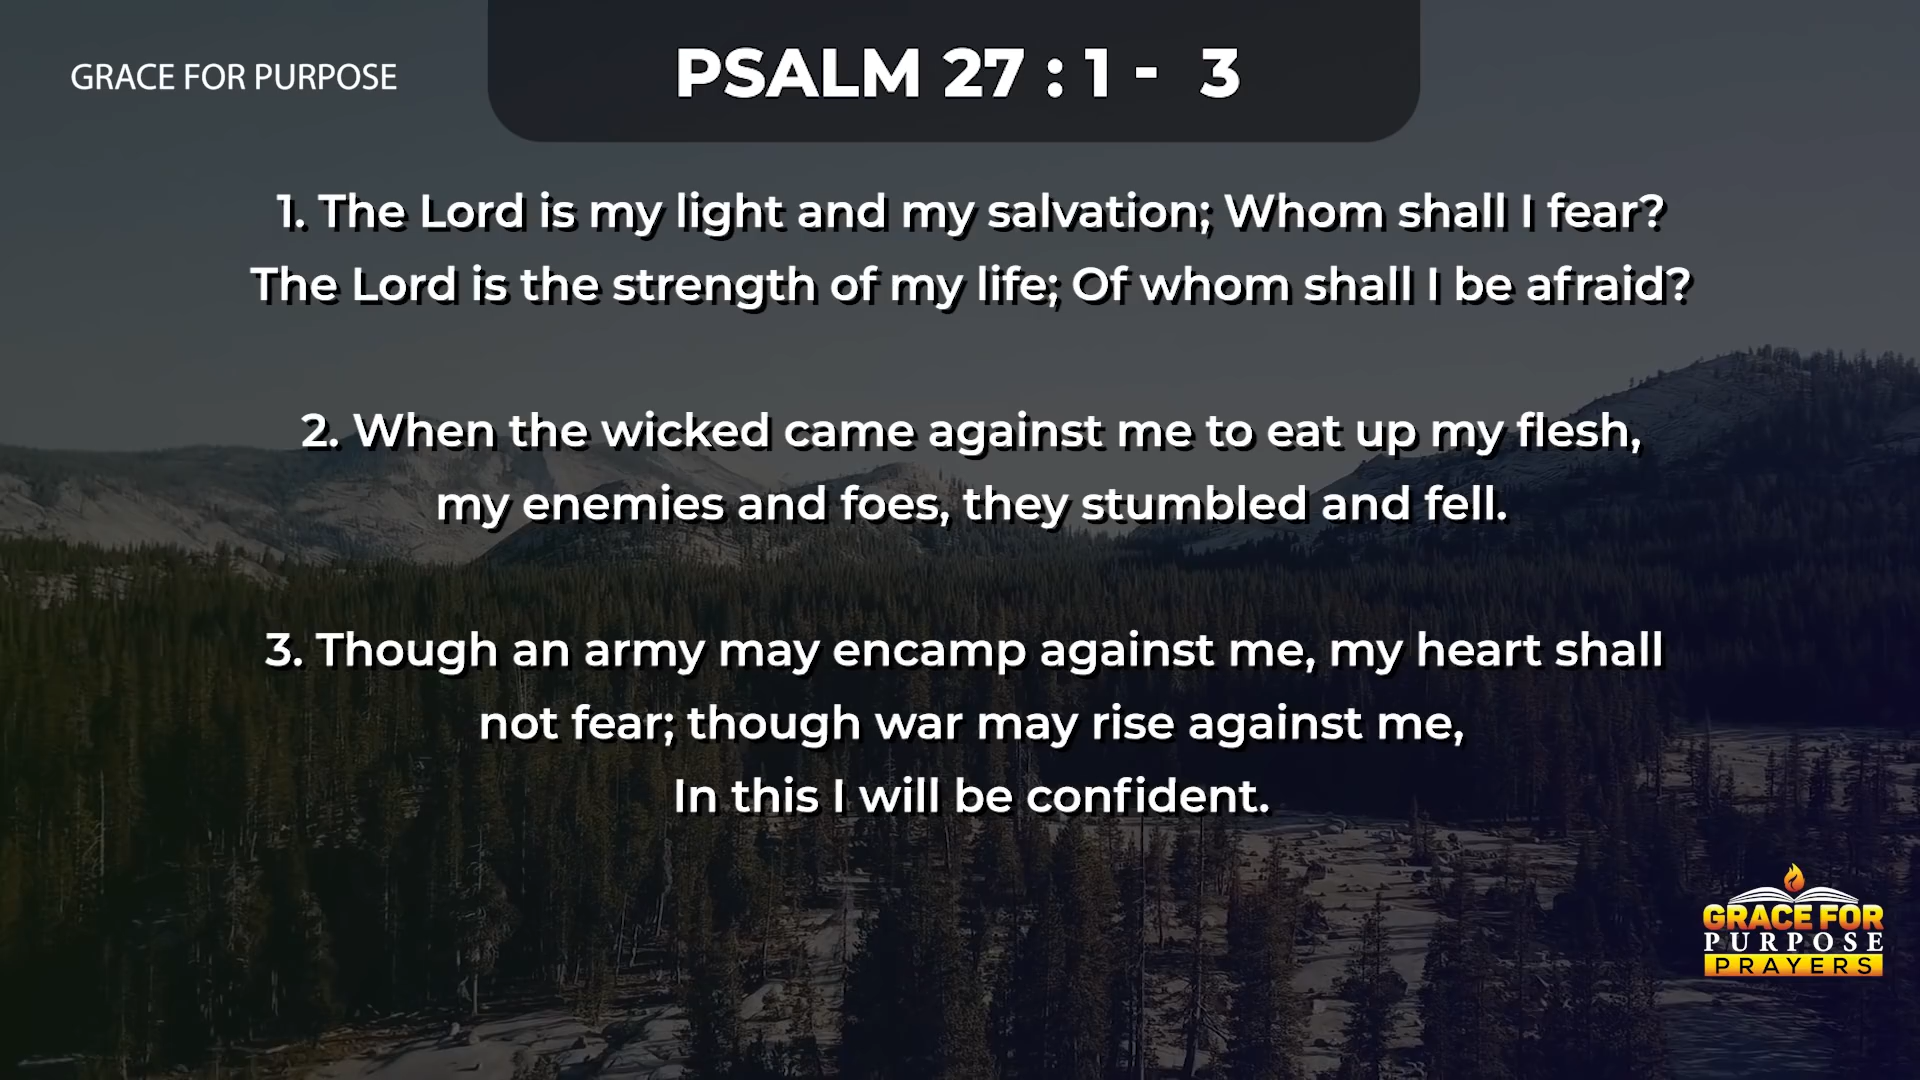 GRACE FOR PURPOSE
PSALM 27 : 1 - 3
1. The Lord is my light and my salvation; Whom shall I fear?
The Lord is the strength of my life; Of whom shall I be afraid?
2. When the wicked came against me to eat up my flesh,
my enemies and foes, they stumbled and fell.
3. Though an army may encamp against me, my heart shall
not fear; though war may rise against me,
In this I will be confident.
GRACE FOR
PURPOSE
PRAYERS